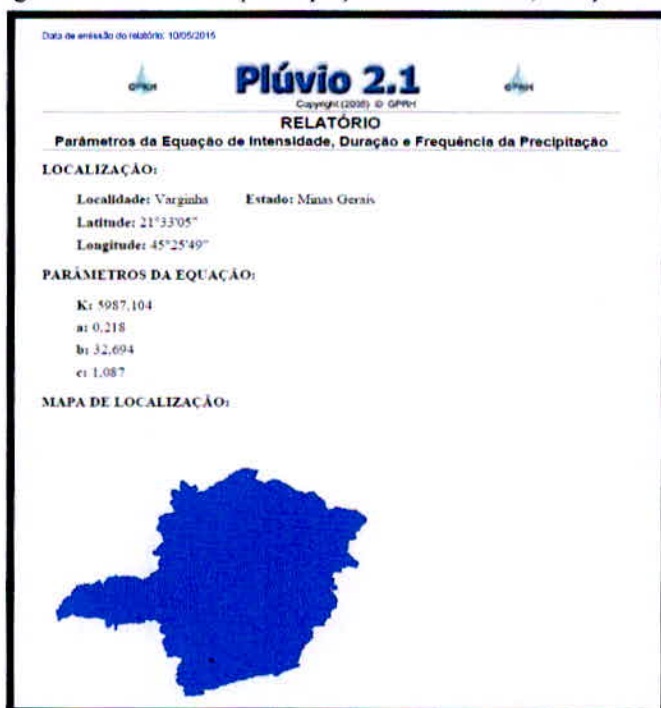 Data de emissão do relatório: 10/05/2015
GPRH
Plúvio 2.1
GPRH
Copyright (2006) © GPRH
RELATÓRIO
Parâmetros da Equação de Intensidade, Duração e Frequência da Precipitação
LOCALIZAÇÃO:
Localidade: Varginha Estado: Minas Gerais
Latitude: 21°33'05"
Longitude: 45°25'49"
PARÂMETROS DA EQUAÇÃO:
K: 5987,104
a: 0,218
b: 32,694
c: 1,087
MAPA DE LOCALIZAÇÃO: